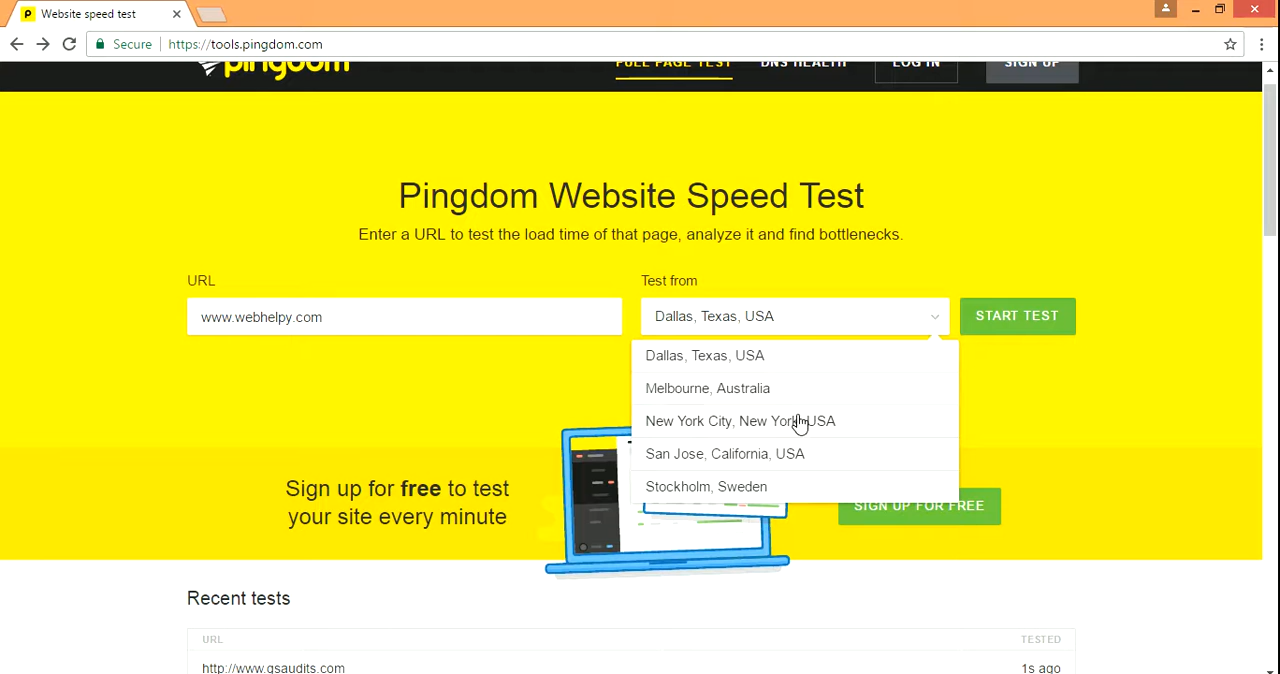 Website speed test
Secure https://tools.pingdom.com
pingdom FULL PAGE TEST DNS HEALTH LOG IN SIGN UP
Pingdom Website Speed Test
Enter a URL to test the load time of that page, analyze it and find bottlenecks.
URL Test from
www.webhelpy.com Dallas, Texas, USA START TEST
Dallas, Texas, USA
Melbourne, Australia
New York City, New York, USA
San Jose, California, USA
Stockholm, Sweden
Sign up for free to test
your site every minute
SIGN UP FOR FREE
Recent tests
URL TESTED
http://www.gsaudits.com 1s ago